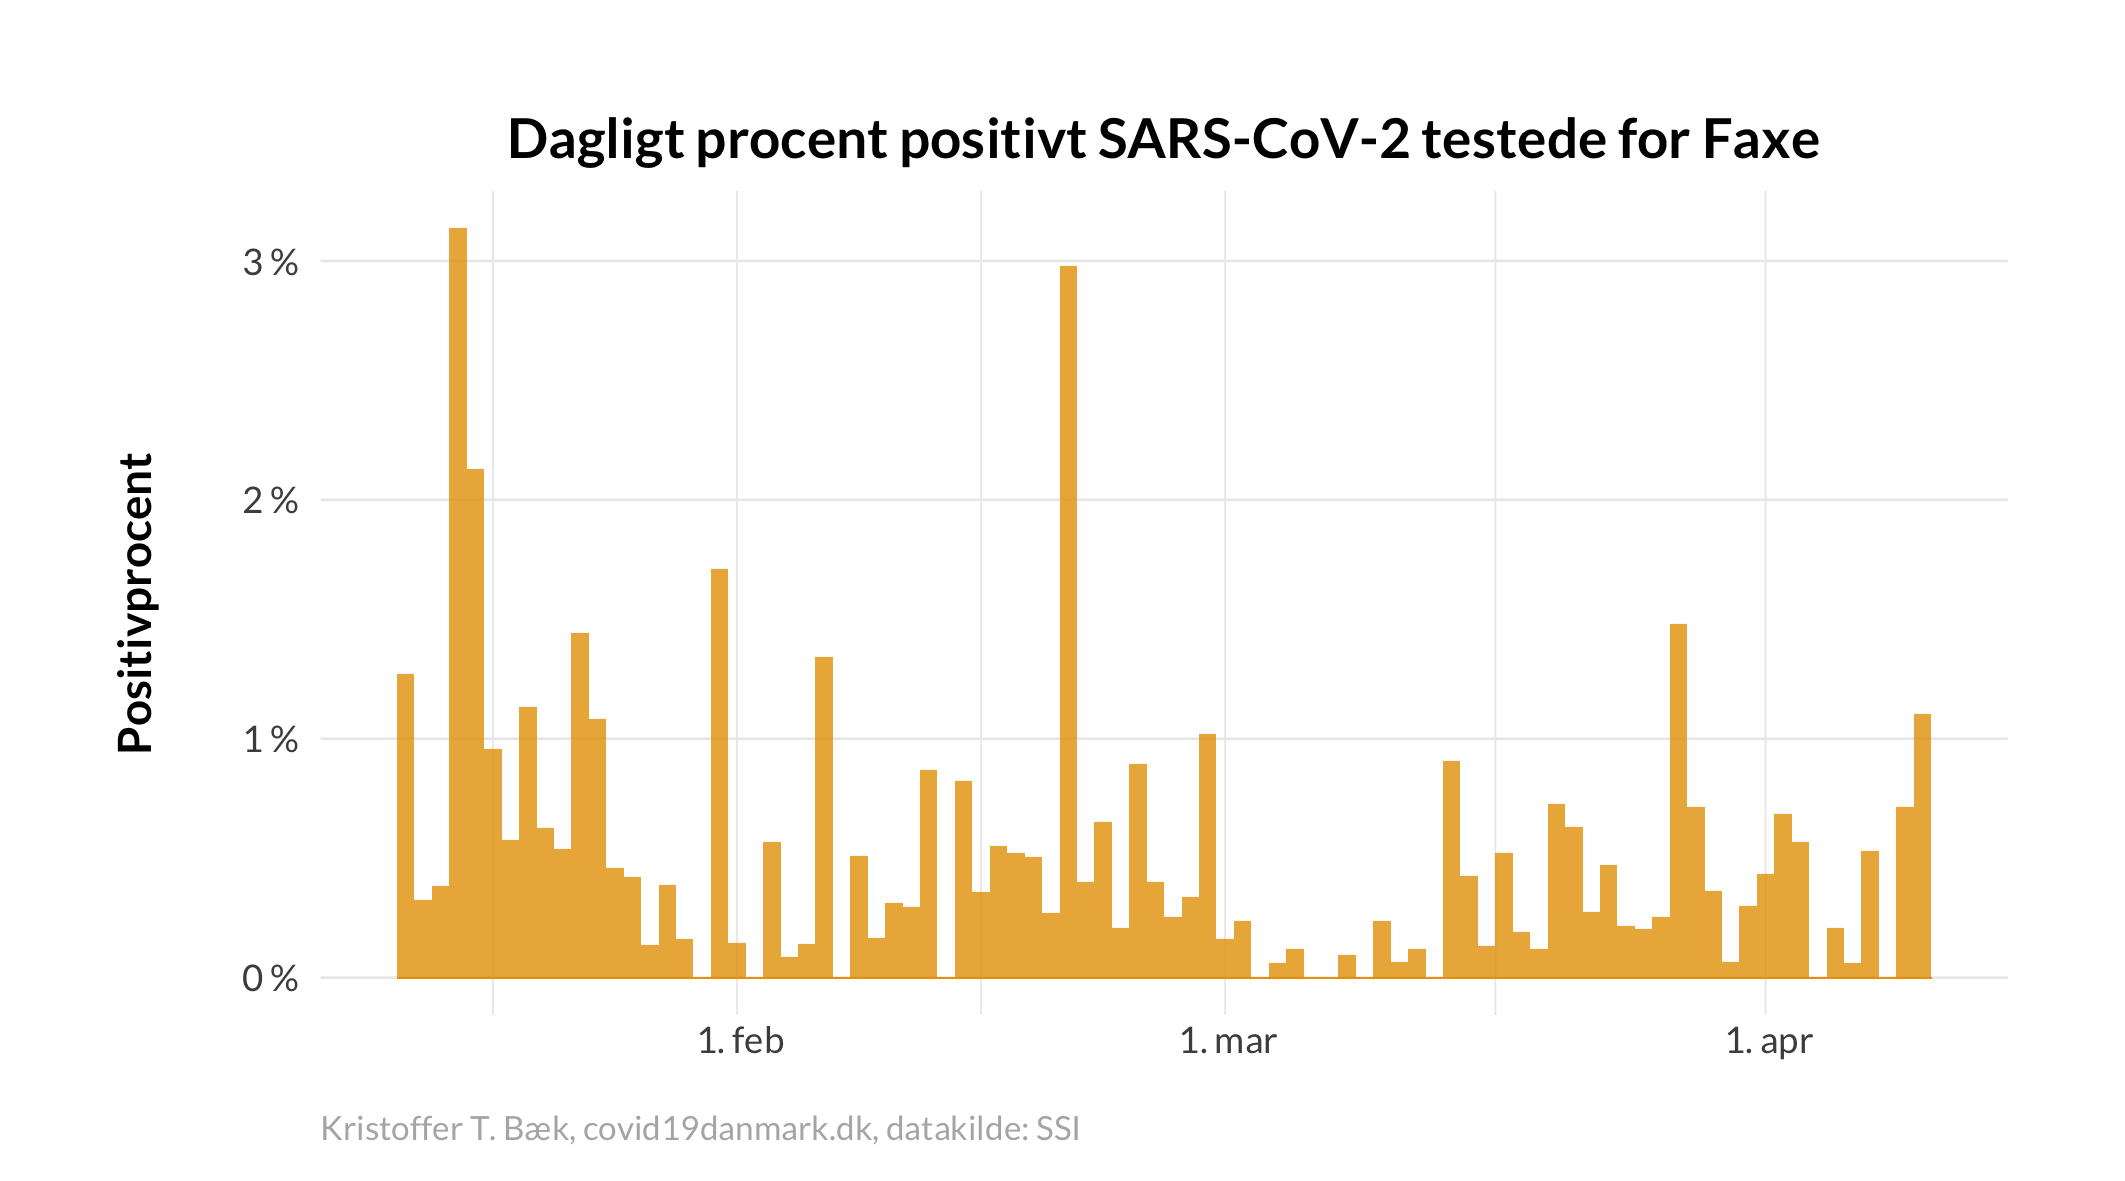 Dagligt procent positivt SARS-CoV-2 testede for Faxe
Positivprocent
3 %
2 %
1 %
0 %
1. feb
1. mar
1. apr
Kristoffer T. Bæk, covid19danmark.dk, datakilde: SSI